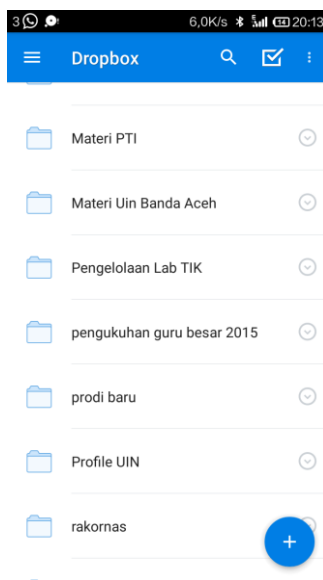 3 6,0K/s 20:13
Dropbox
Materi PTI
Materi Uin Banda Aceh
Pengelolaan Lab TIK
pengukuhan guru besar 2015
prodi baru
Profile UIN
rakornas